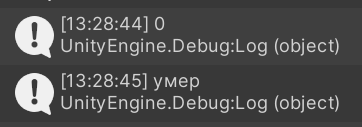 [13:28:44] 0
UnityEngine.Debug:Log (object)
[13:28:45] умер
UnityEngine.Debug:Log (object)